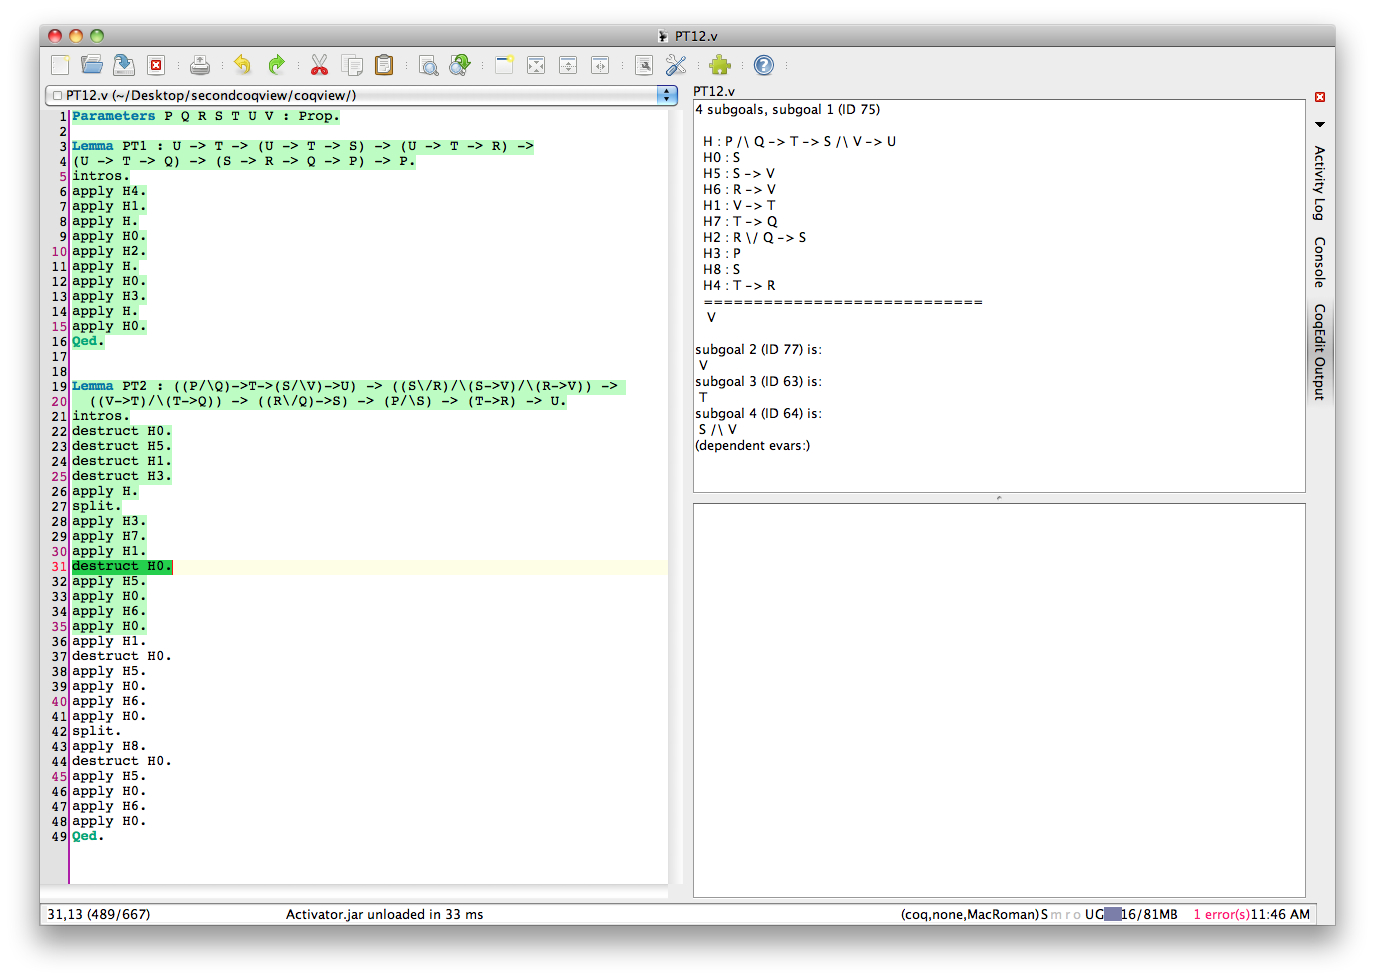 PT12.v
PT12.v (~/Desktop/secondcoqview/coqview/)
1 Parameters P Q R S T U V : Prop.
2
3 Lemma PT1 : U -> T -> (U -> T -> S) -> (U -> T -> R) ->
4 (U -> T -> Q) -> (S -> R -> Q -> P) -> P.
5 intros.
6 apply H4.
7 apply H1.
8 apply H.
9 apply H0.
10 apply H2.
11 apply H.
12 apply H0.
13 apply H3.
14 apply H.
15 apply H0.
16 Qed.
17
18
19 Lemma PT2 : ((P/\Q)->T->(S/\V)->U) -> ((S\/R)/\(S->V)/\(R->V)) ->
20 ((V->T)/\(T->Q)) -> ((R\/Q)->S) -> (P/\S) -> (T->R) -> U.
21 intros.
22 destruct H0.
23 destruct H5.
24 destruct H1.
25 destruct H3.
26 apply H.
27 split.
28 apply H3.
29 apply H7.
30 apply H1.
31 destruct H0.
32 apply H5.
33 apply H0.
34 apply H6.
35 apply H0.
36 apply H1.
37 destruct H0.
38 apply H5.
39 apply H0.
40 apply H6.
41 apply H0.
42 split.
43 apply H8.
44 destruct H0.
45 apply H5.
46 apply H0.
47 apply H6.
48 apply H0.
49 Qed.
PT12.v
4 subgoals, subgoal 1 (ID 75)
H : P /\ Q -> T -> S /\ V -> U
H0 : S
H5 : S -> V
H6 : R -> V
H1 : V -> T
H7 : T -> Q
H2 : R \/ Q -> S
H3 : P
H8 : S
H4 : T -> R
============================
V
subgoal 2 (ID 77) is:
V
subgoal 3 (ID 63) is:
T
subgoal 4 (ID 64) is:
S /\ V
(dependent evars:)
Activity Log
Console
CoqEdit Output
31,13 (489/667)
Activator.jar unloaded in 33 ms
(coq,none,MacRoman) S m r o UG 16/81MB 1 error(s) 11:46 AM